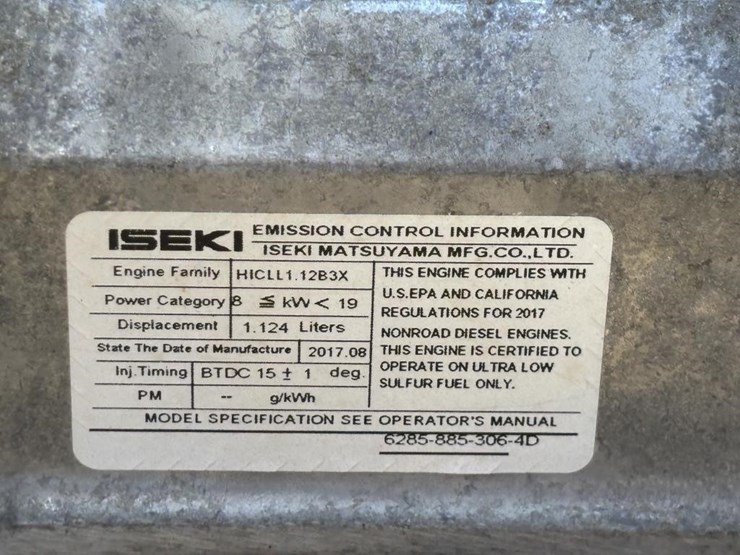 ISEKI EMISSION CONTROL INFORMATION
ISEKI MATSUYAMA MFG.CO.,LTD.
Engine Family HICLL1.12B3X
Power Category 8 ≦ kW < 19
Displacement 1.124 Liters
State The Date of Manufacture 2017.08
Inj.Timing BTDC 15 ± 1 deg.
PM -- g/kWh
THIS ENGINE COMPLIES WITH
U.S.EPA AND CALIFORNIA
REGULATIONS FOR 2017
NONROAD DIESEL ENGINES.
THIS ENGINE IS CERTIFIED TO
OPERATE ON ULTRA LOW
SULFUR FUEL ONLY.
MODEL SPECIFICATION SEE OPERATOR'S MANUAL
6285-885-306-4D